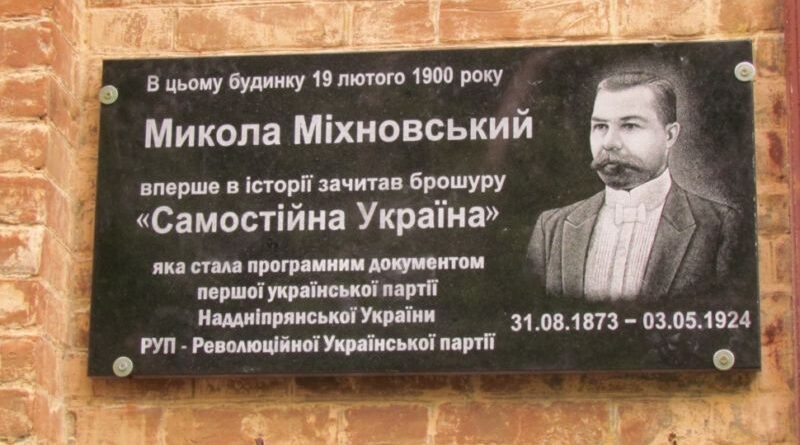 В цьому будинку 19 лютого 1900 року
Микола Міхновський
вперше в історії зачитав брошуру
«Самостійна Україна»
яка стала програмним документом
першої української партії
Наддніпрянської України
РУП - Революційної Української партії
31.08.1873 – 03.05.1924